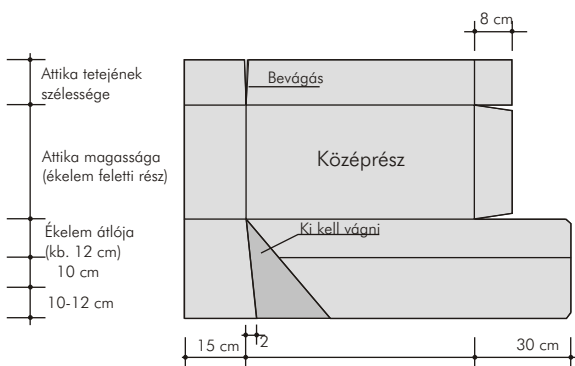 8 cm
Attika tetejének
szélessége
Bevágás
Attika magassága
(ékelem feletti rész)
Középrész
Ékelem átlója
(kb. 12 cm)
10 cm
10-12 cm
Ki kell vágni
15 cm
2
30 cm